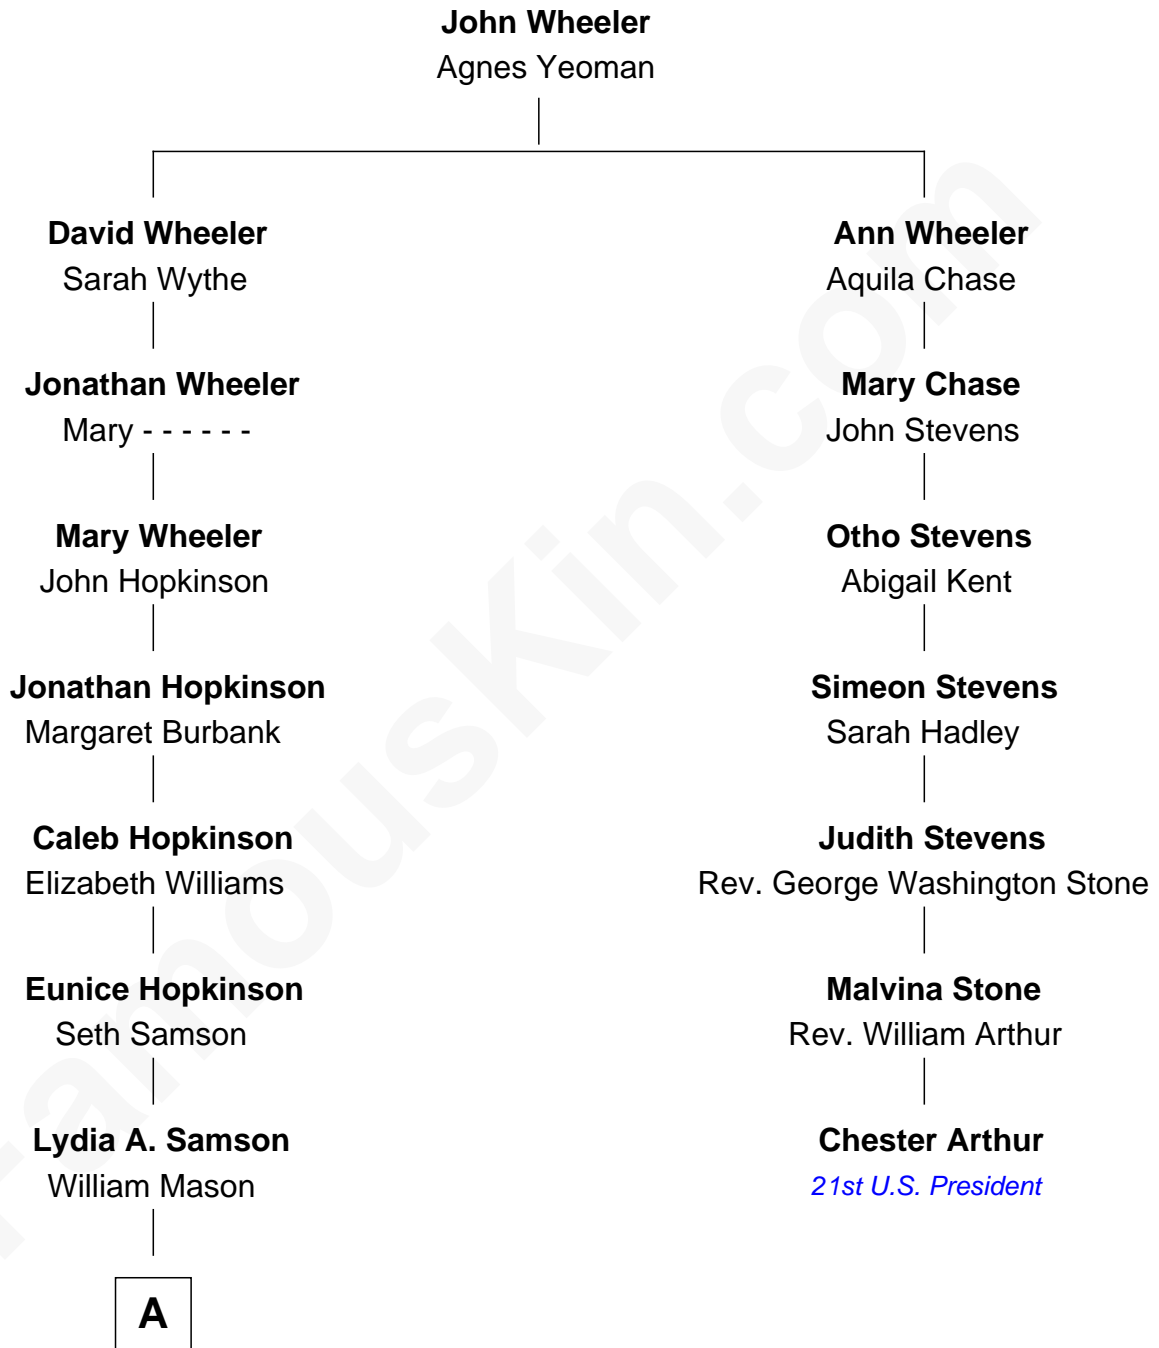 John Wheeler
Agnes Yeoman
David Wheeler
Sarah Wythe
Jonathan Wheeler
Mary - - - - - -
Mary Wheeler
John Hopkinson
Jonathan Hopkinson
Margaret Burbank
Caleb Hopkinson
Elizabeth Williams
Eunice Hopkinson
Seth Samson
Lydia A. Samson
William Mason
A
Ann Wheeler
Aquila Chase
Mary Chase
John Stevens
Otho Stevens
Abigail Kent
Simeon Stevens
Sarah Hadley
Judith Stevens
Rev. George Washington Stone
Malvina Stone
Rev. William Arthur
Chester Arthur
21st U.S. President
FamousKin.com